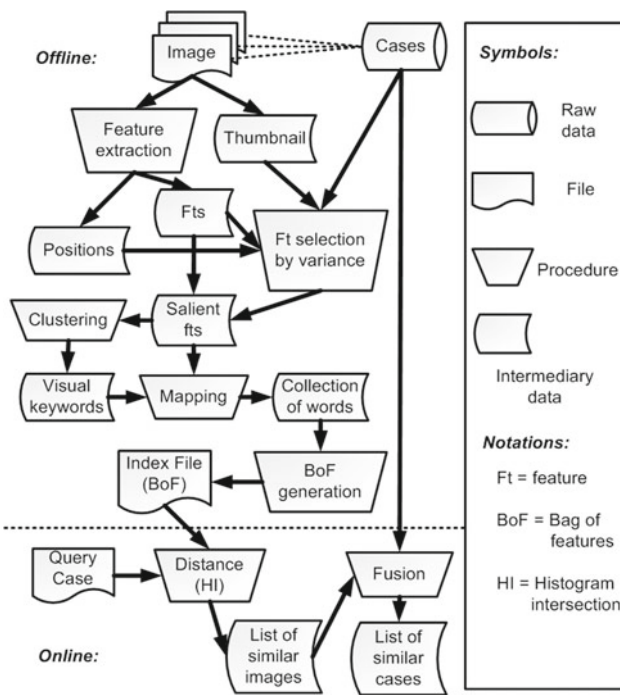 Offline:
Image
Cases
Feature
extraction
Thumbnail
Fts
Positions
Ft selection
by variance
Clustering
Salient
fts
Visual
keywords
Mapping
Collection
of words
Index File
(BoF)
BoF
generation
Query
Case
Distance
(HI)
Fusion
List of
similar
images
List of
similar
cases
Online:
Symbols:
Raw
data
File
Procedure
Intermediary
data
Notations:
Ft = feature
BoF = Bag of
features
HI = Histogram
intersection